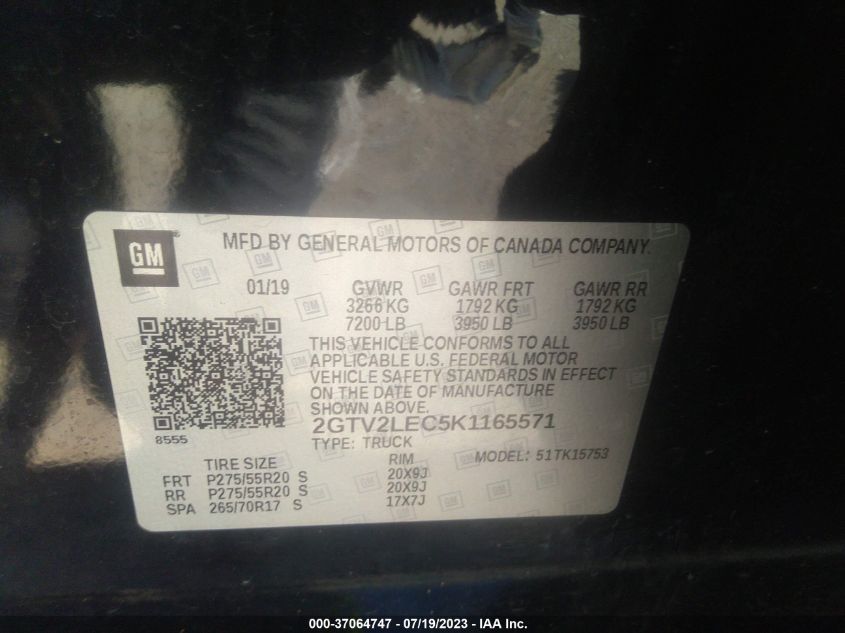 GM
MFD BY GENERAL MOTORS OF CANADA COMPANY.
01/19 GVWR GAWR FRT GAWR RR
3266 KG 1792 KG 1792 KG
7200 LB 3950 LB 3950 LB
THIS VEHICLE CONFORMS TO ALL
APPLICABLE U.S. FEDERAL MOTOR
VEHICLE SAFETY STANDARDS IN EFFECT
ON THE DATE OF MANUFACTURE
SHOWN ABOVE.
2GTV2LEC5K1165571
8555
TYPE: TRUCK
MODEL: 51TK15753
TIRE SIZE RIM
FRT P275/55R20 S 20X9J
RR P275/55R20 S 20X9J
SPA 265/70R17 S 17X7J
000-37064747 - 07/19/2023 - IAA Inc.